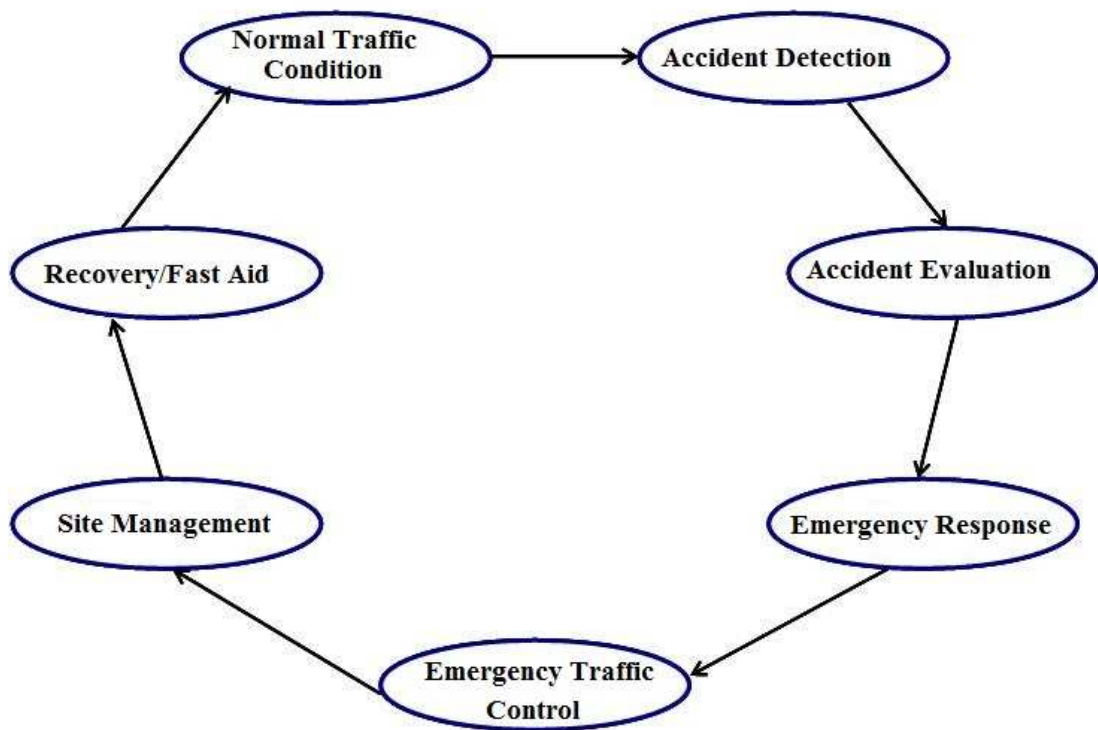 Normal Traffic
Condition
Accident Detection
Accident Evaluation
Emergency Response
Emergency Traffic
Control
Site Management
Recovery/Fast Aid